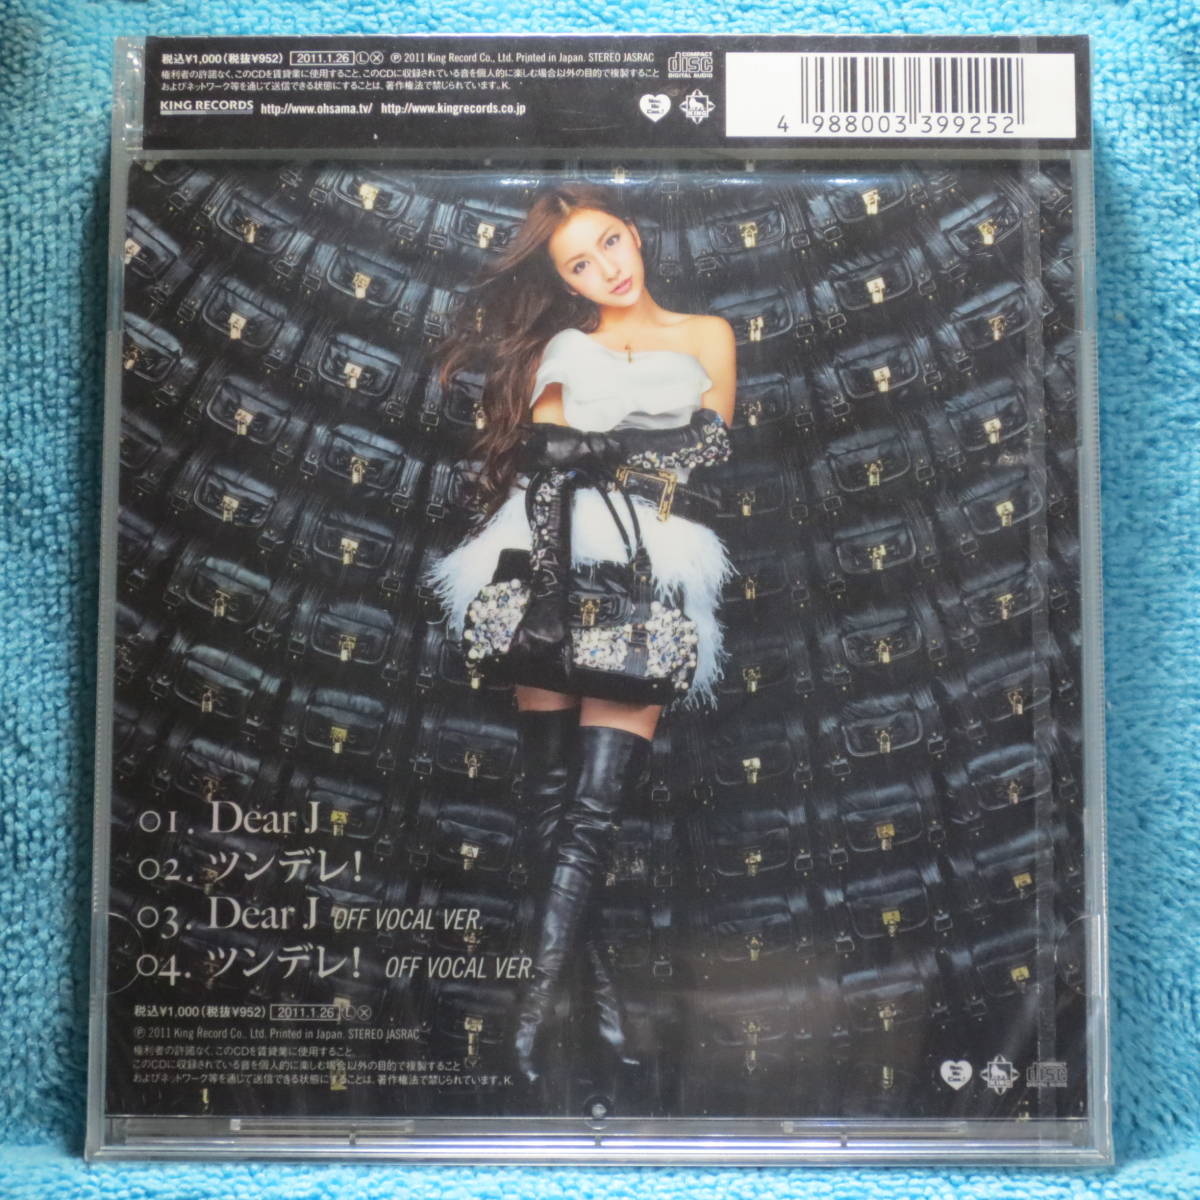 税込¥1,000(税抜¥952) 2011.1.26 Ⓛ Ⓧ ℗ 2011 King Record Co., Ltd. Printed in Japan. STEREO JASRAC
権利者の許諾なく、このCDを賃貸業に使用すること、このCDに収録されている音を個人的に楽しむ場合以外の目的で複製すること
およびネットワーク等を通じて送信できる状態にすることは、著作権法で禁じられています。K.
KING RECORDS http://www.ohsama.tv/ http://www.kingrecords.co.jp
COMPACT
disc
DIGITAL AUDIO
You, Be Cool!
KING
4 988003 399252
01. Dear J
02. ツンデレ!
03. Dear J OFF VOCAL VER.
04. ツンデレ! OFF VOCAL VER.
税込¥1,000(税抜¥952) 2011.1.26 Ⓛ Ⓧ
℗ 2011 King Record Co., Ltd. Printed in Japan. STEREO JASRAC
権利者の許諾なく、このCDを賃貸業に使用すること、
このCDに収録されている音を個人的に楽しむ場合以外の目的で複製すること
およびネットワーク等を通じて送信できる状態にすることは、著作権法で禁じられています。K.
You, Be Cool!
KING
disc
DIGITAL AUDIO